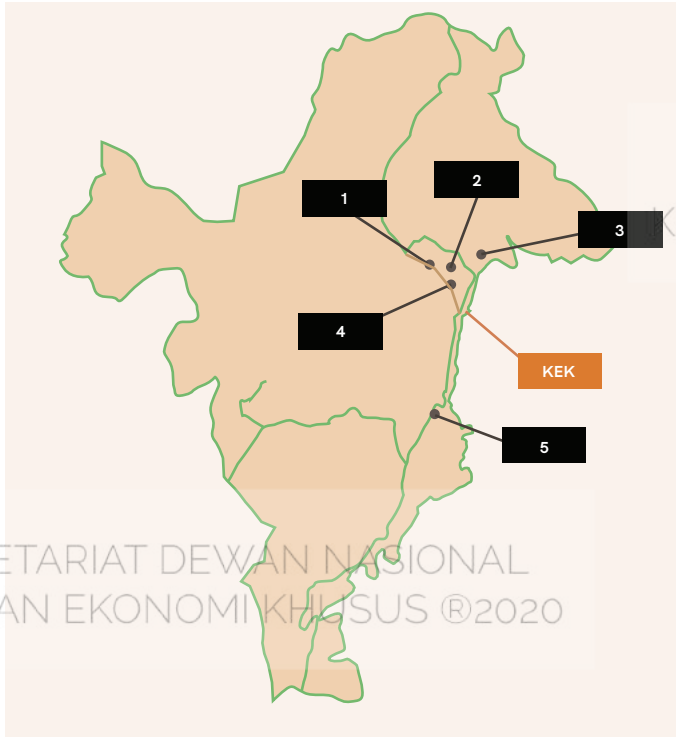 1
2
3
4
KEK
5
ETARIAT DEWAN NASIONAL
AN EKONOMI KHUSUS ®2020
K